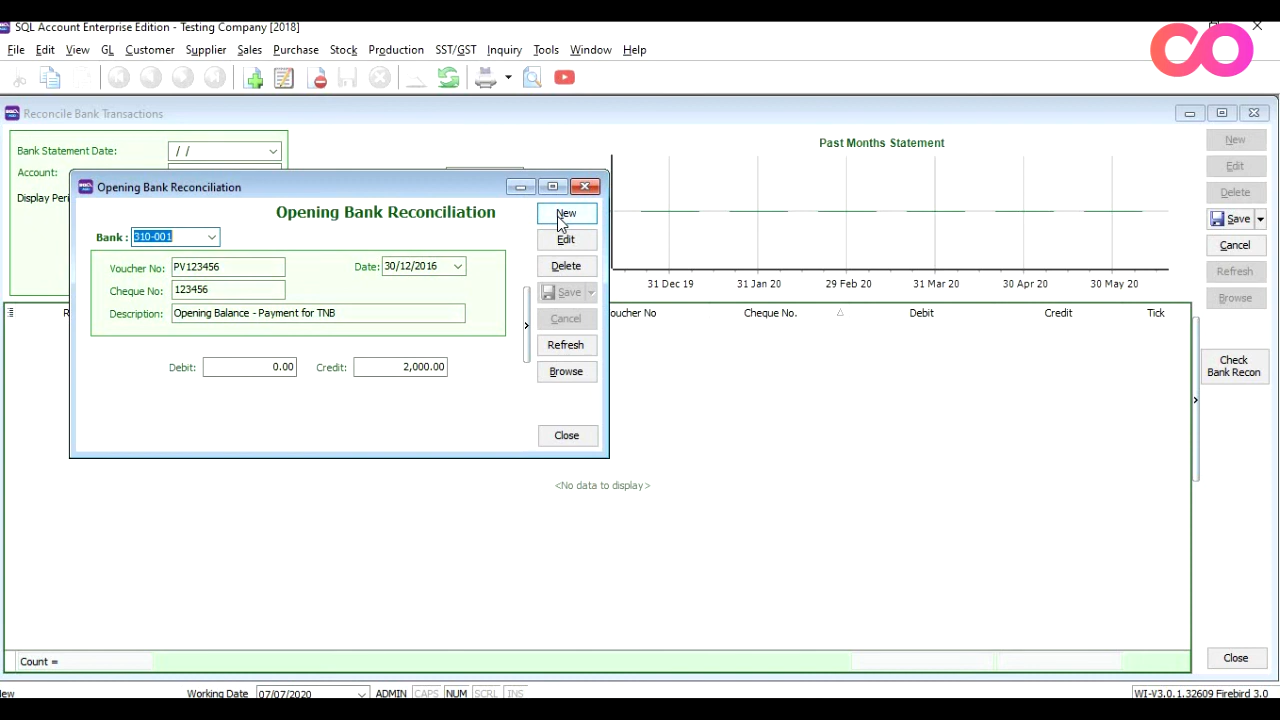 SQL Account Enterprise Edition - Testing Company [2018]
File Edit View GL Customer Supplier Sales Purchase Stock Production SST/GST Inquiry Tools Window Help
Reconcile Bank Transactions
Bank Statement Date: / /
Account:
Display Peri
Past Months Statement
31 Dec 19 31 Jan 20 29 Feb 20 31 Mar 20 30 Apr 20 30 May 20
New
Edit
Delete
Save
Cancel
Refresh
Browse
Opening Bank Reconciliation
Opening Bank Reconciliation
Bank : 310-001
Voucher No: PV123456 Date: 30/12/2016
Cheque No: 123456
Description: Opening Balance - Payment for TNB
Debit: 0.00 Credit: 2,000.00
New
Edit
Delete
Save
Cancel
Refresh
Browse
Close
R oucher No Cheque No. Debit Credit Tick
Check
Bank Recon
<No data to display>
Count =
Close
ew Working Date 07/07/2020 ADMIN CAPS NUM SCRL INS WI-V3.0.1.32609 Firebird 3.0